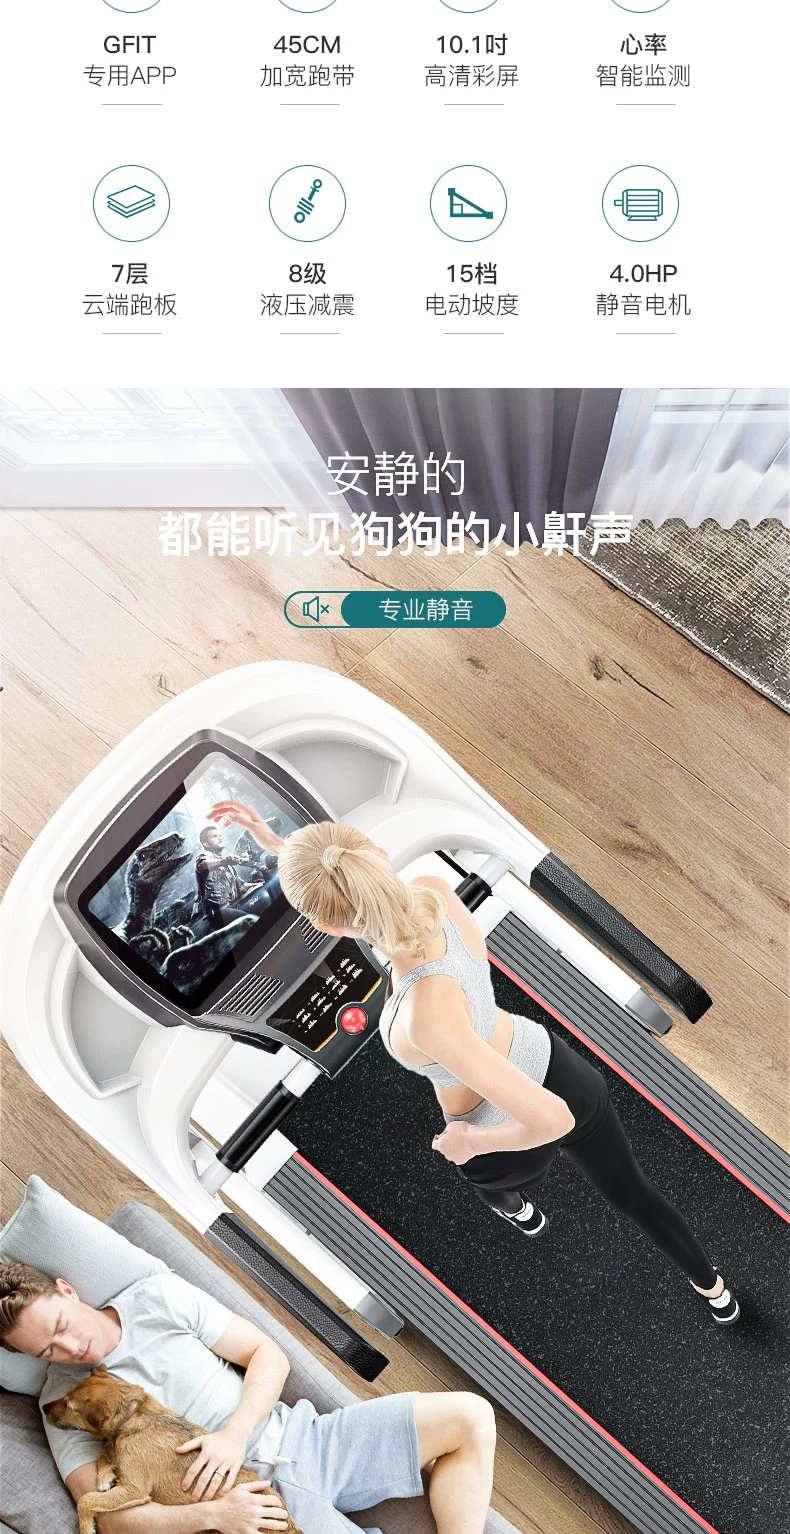 GFIT
专用APP
45CM
加宽跑带
10.1吋
高清彩屏
心率
智能监测
7层
云端跑板
8级
液压减震
15档
电动坡度
4.0HP
静音电机
安静的
都能听见狗狗的小鼾声
专业静音